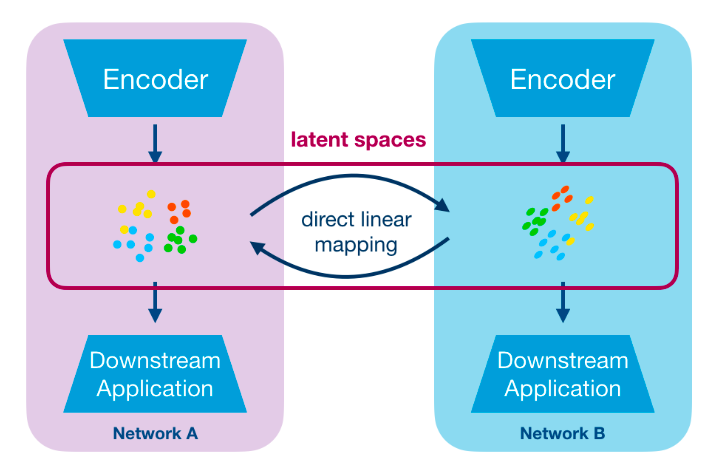 Encoder
Encoder
latent spaces
direct linear
mapping
Downstream
Application
Downstream
Application
Network A
Network B